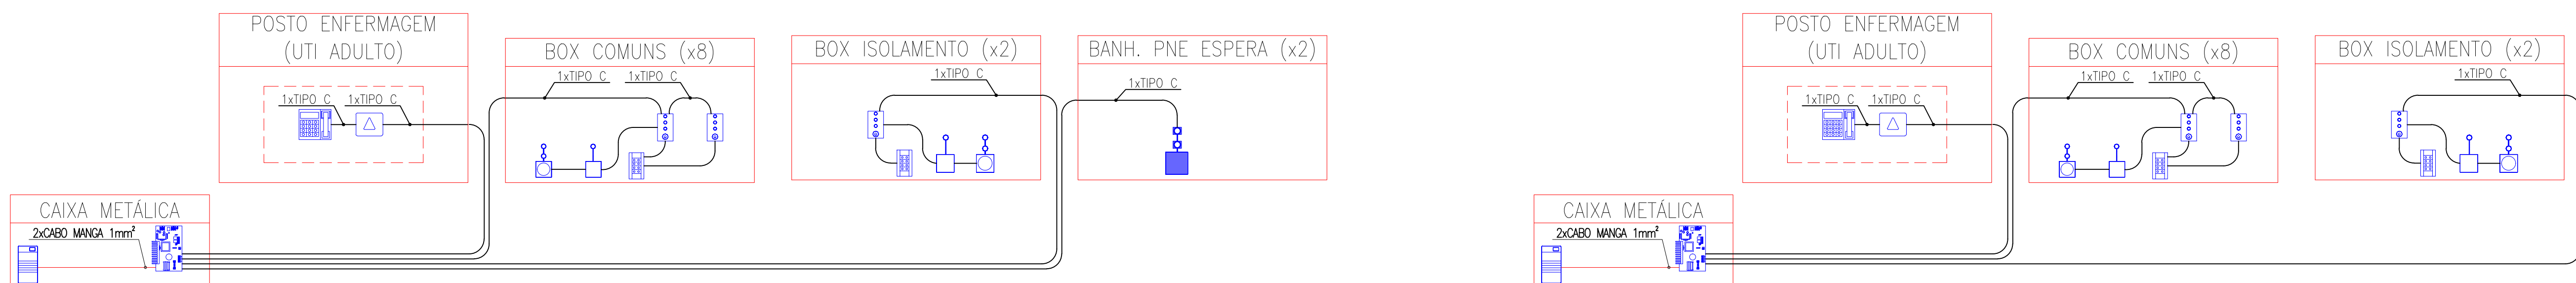 POSTO ENFERMAGEM
(UTI ADULTO)
1xTIPO C
1xTIPO C
BOX COMUNS (x8)
1xTIPO C
1xTIPO C
BOX ISOLAMENTO (x2)
1xTIPO C
BANH. PNE ESPERA (x2)
1xTIPO C
CAIXA METÁLICA
2xCABO MANGA 1mm²
POSTO ENFERMAGEM
(UTI ADULTO)
1xTIPO C
1xTIPO C
BOX COMUNS (x8)
1xTIPO C
1xTIPO C
BOX ISOLAMENTO (x2)
1xTIPO C
CAIXA METÁLICA
2xCABO MANGA 1mm²